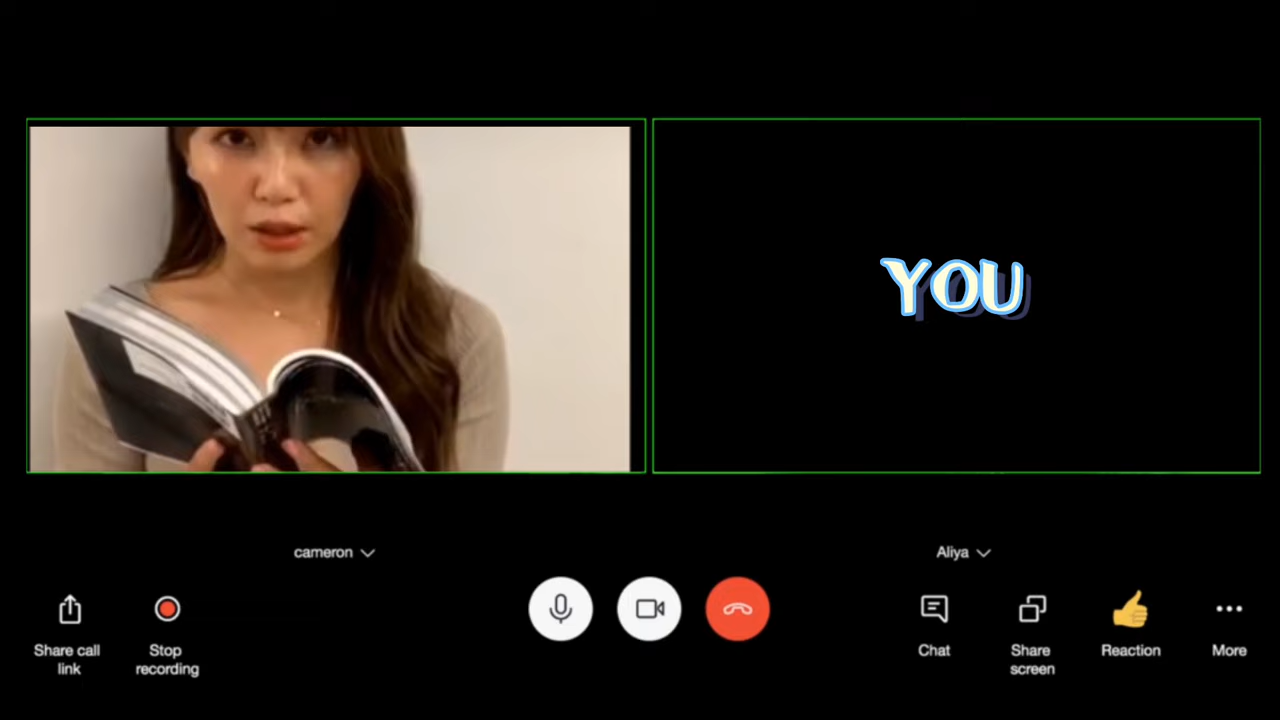 YOU
cameron
Aliya
Share call
link
Stop
recording
Chat
Share
screen
Reaction
More